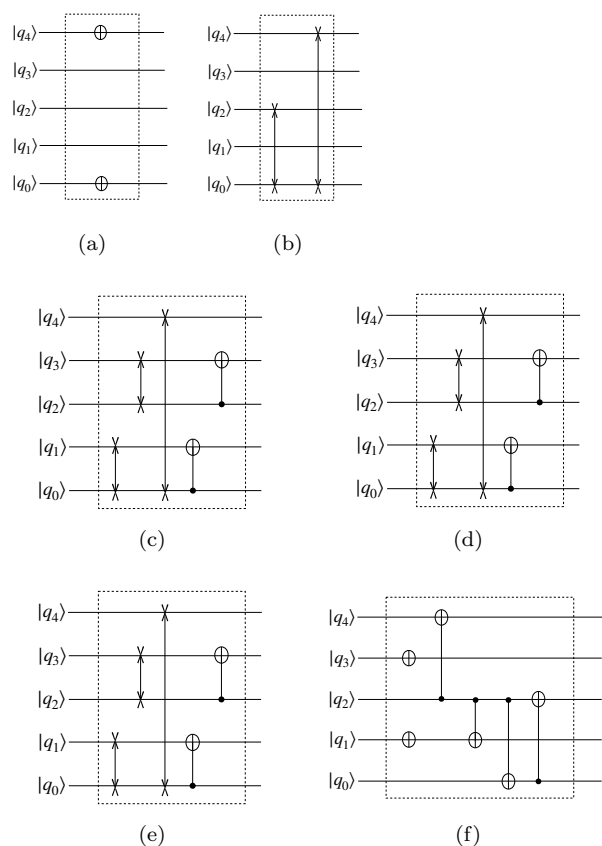 |q₄⟩
|q₃⟩
|q₂⟩
|q₁⟩
|q₀⟩
(a)
|q₄⟩
|q₃⟩
|q₂⟩
|q₁⟩
|q₀⟩
(b)
|q₄⟩
|q₃⟩
|q₂⟩
|q₁⟩
|q₀⟩
(c)
|q₄⟩
|q₃⟩
|q₂⟩
|q₁⟩
|q₀⟩
(d)
|q₄⟩
|q₃⟩
|q₂⟩
|q₁⟩
|q₀⟩
(e)
|q₄⟩
|q₃⟩
|q₂⟩
|q₁⟩
|q₀⟩
(f)